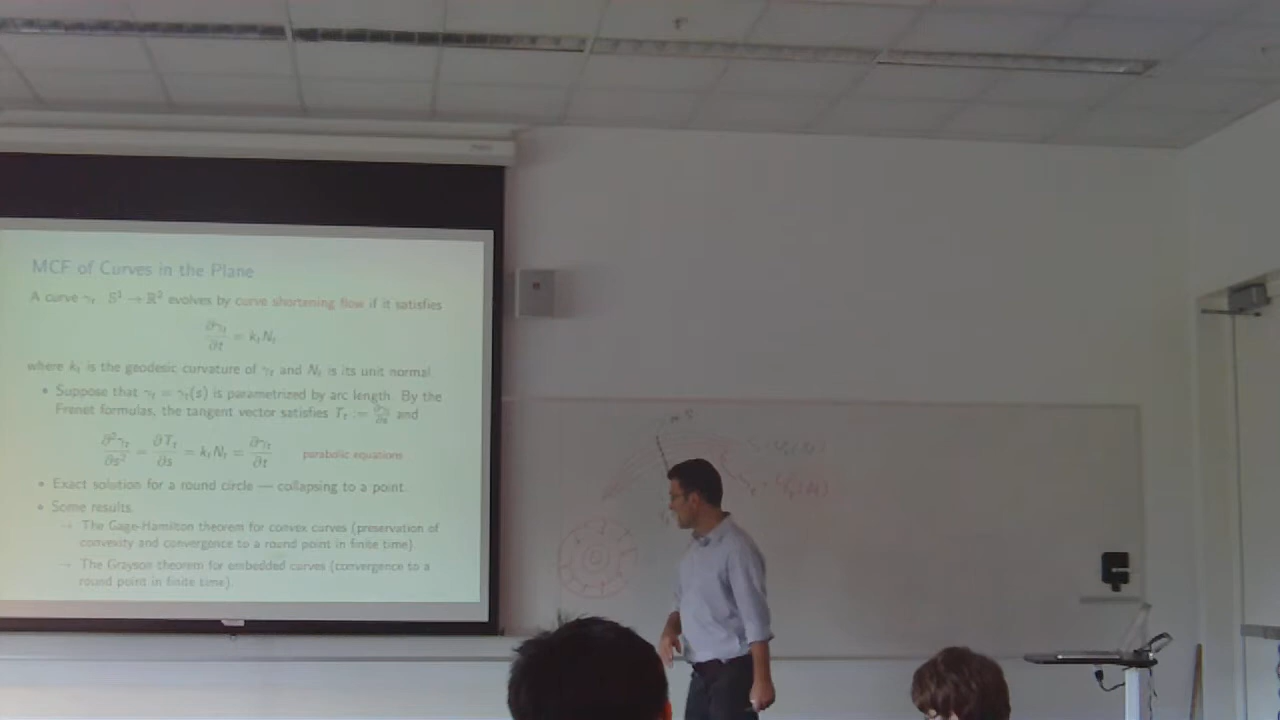 MCF of Curves in the Plane
A curve γₜ S¹ → ℝ² evolves by curve shortening flow if it satisfies
∂γₜ/∂t = kₜNₜ
where kₜ is the geodesic curvature of γₜ and Nₜ is its unit normal
• Suppose that γₜ = γₜ(s) is parametrized by arc length. By the
Frenet formulas, the tangent vector satisfies Tₜ := ∂γₜ/∂s and
∂²γₜ/∂s² = ∂Tₜ/∂s = kₜNₜ = ∂γₜ/∂t parabolic equations
• Exact solution for a round circle — collapsing to a point.
• Some results.
→ The Gage-Hamilton theorem for convex curves (preservation of
convexity and convergence to a round point in finite time)
→ The Grayson theorem for embedded curves (convergence to a
round point in finite time)